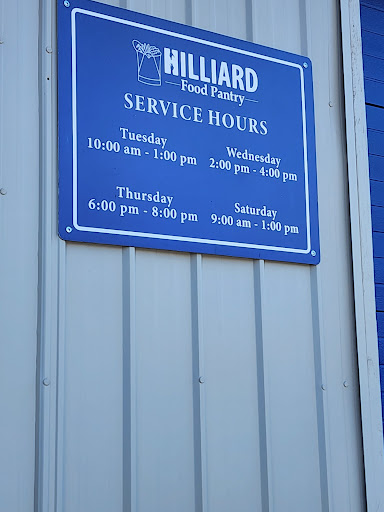 HILLIARD
Food Pantry
SERVICE HOURS
Tuesday
10:00 am - 1:00 pm
Wednesday
2:00 pm - 4:00 pm
Thursday
6:00 pm - 8:00 pm
Saturday
9:00 am - 1:00 pm